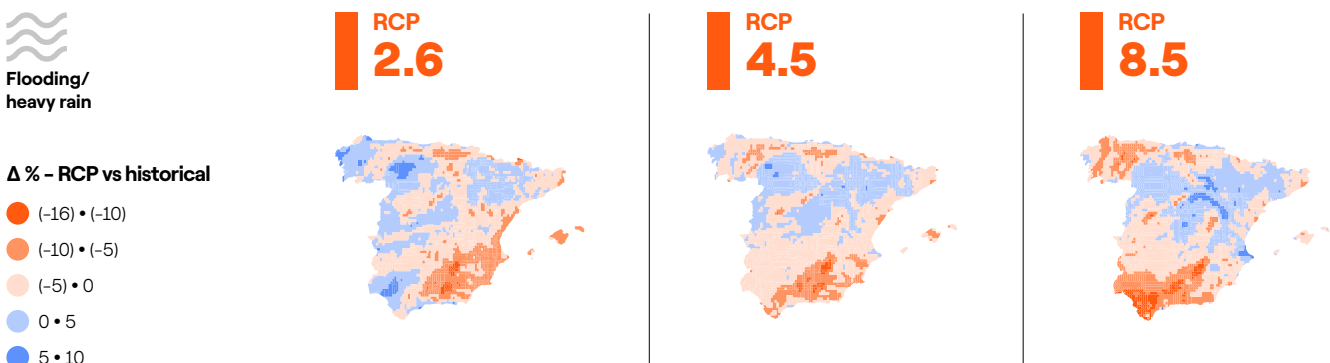 Flooding/
heavy rain
Δ % – RCP vs historical
(-16) • (-10)
(-10) • (-5)
(-5) • 0
0 • 5
5 • 10
RCP
2.6
RCP
4.5
RCP
8.5